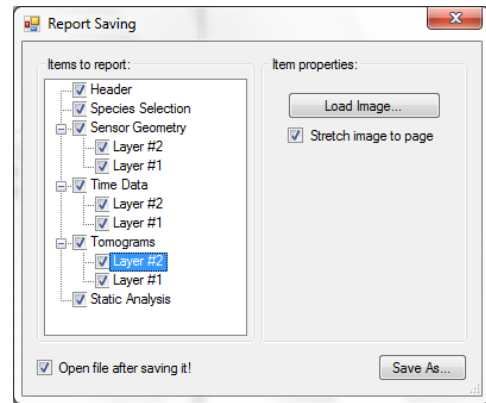 Report Saving
Items to report:
Header
Species Selection
Sensor Geometry
Layer #2
Layer #1
Time Data
Layer #2
Layer #1
Tomograms
Layer #2
Layer #1
Static Analysis
Item properties:
Load Image...
Stretch image to page
Open file after saving it!
Save As...